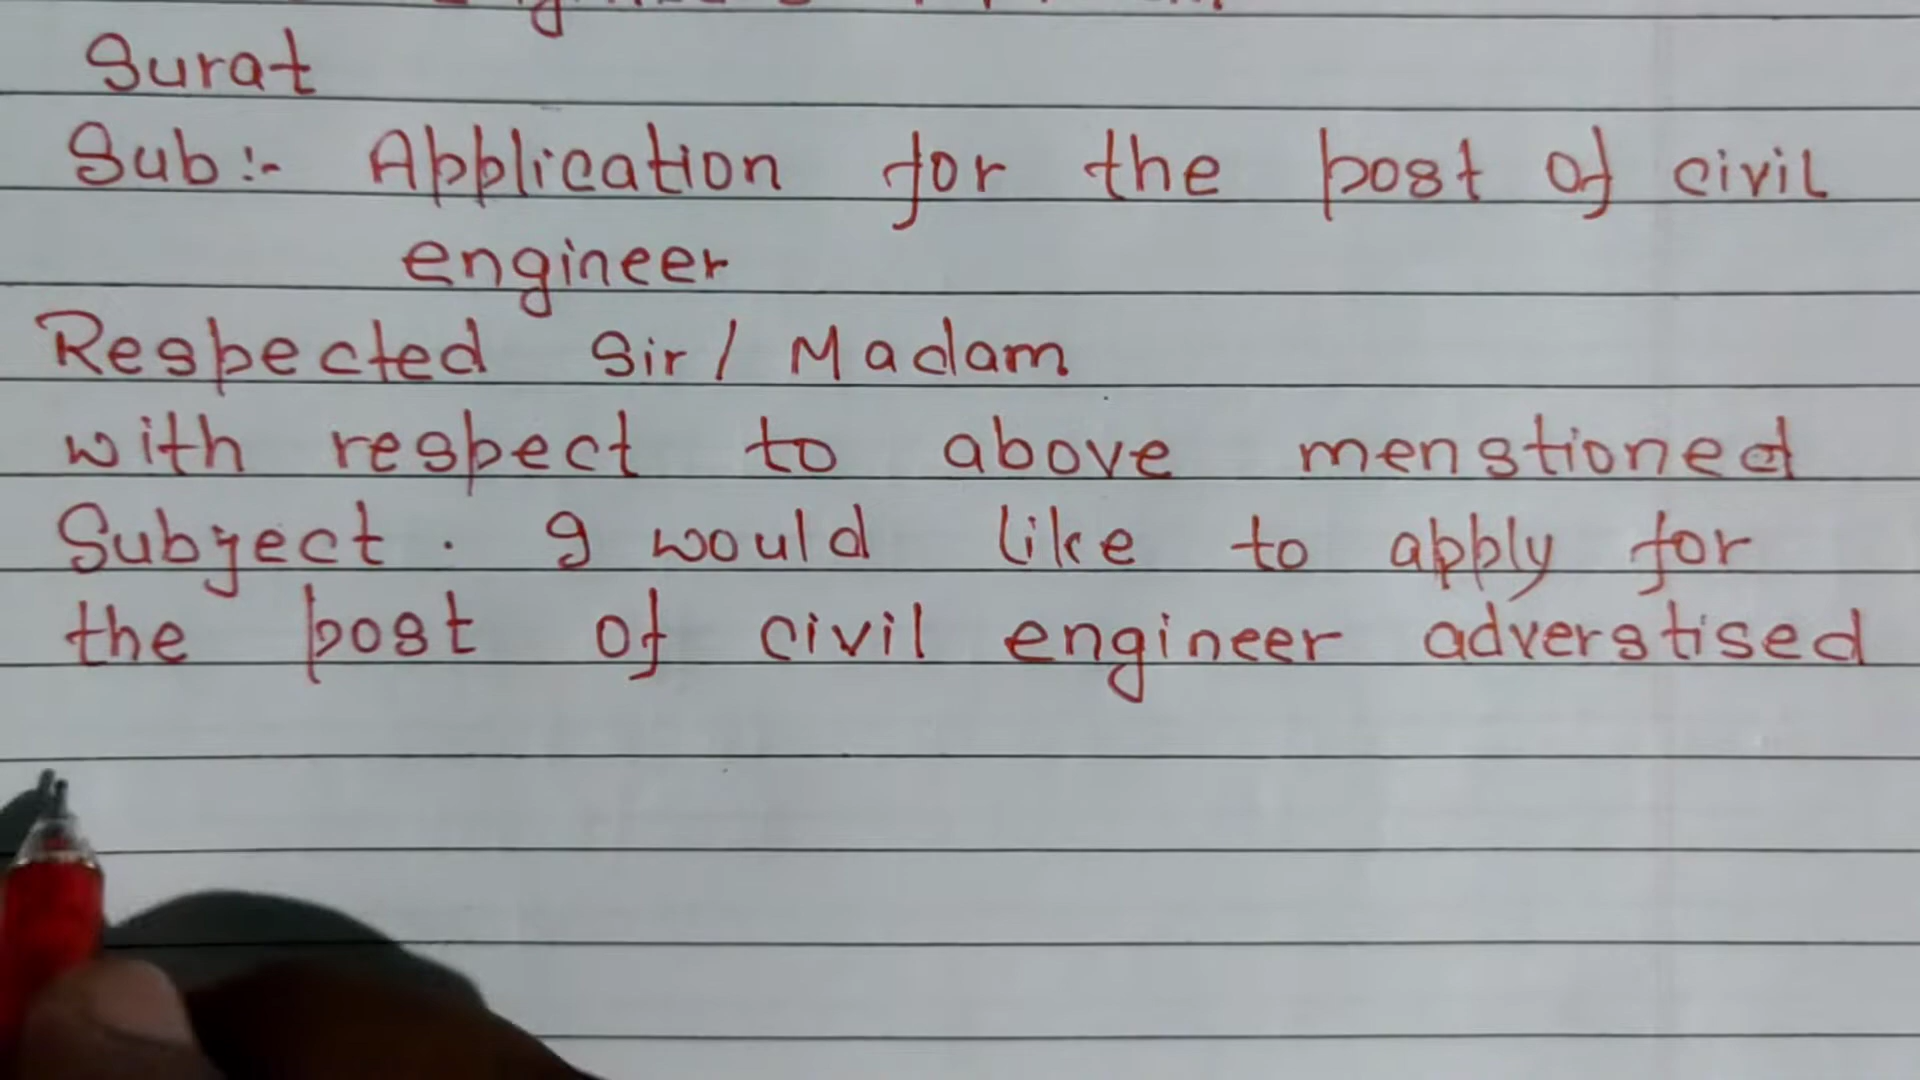 Surat
Sub:- Application for the post of civil
engineer
Respected Sir/ Madam
with respect to above menstioned
Subject. I would like to apply for
the post of civil engineer adverstised